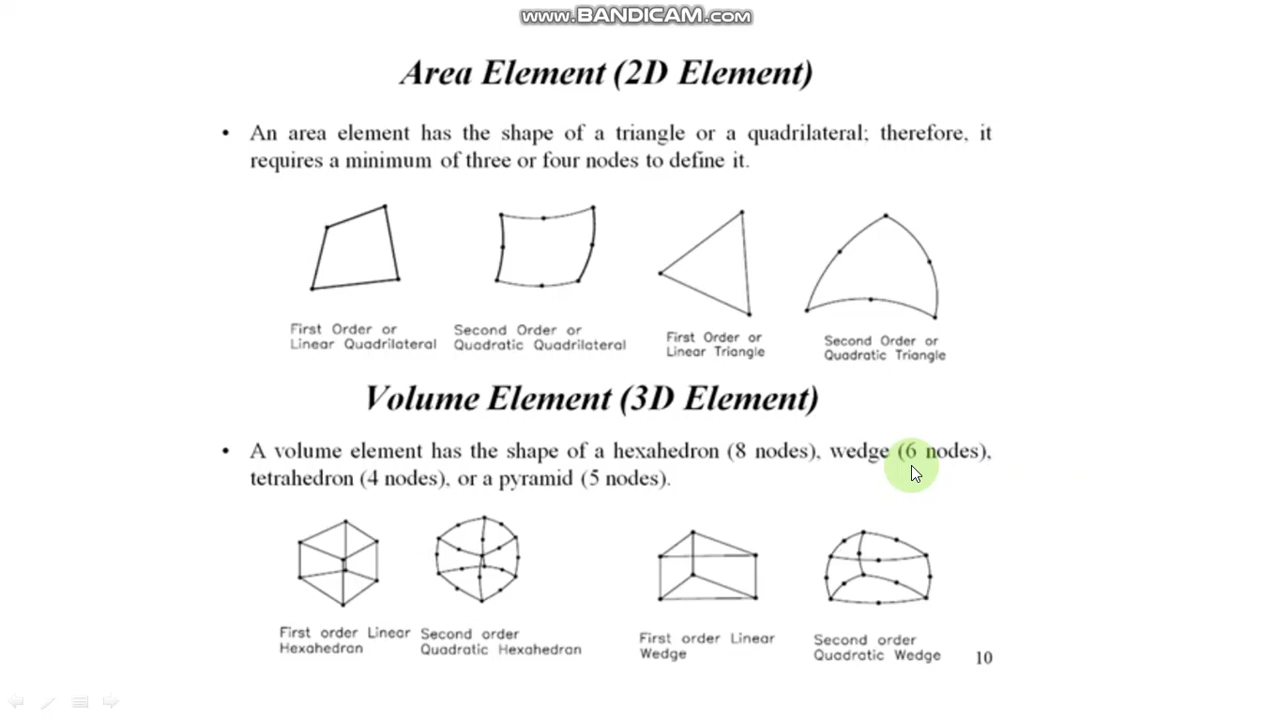 www.BANDICAM.com
Area Element (2D Element)
• An area element has the shape of a triangle or a quadrilateral; therefore, it
requires a minimum of three or four nodes to define it.
First Order or
Linear Quadrilateral
Second Order or
Quadratic Quadrilateral
First Order or
Linear Triangle
Second Order or
Quadratic Triangle
Volume Element (3D Element)
• A volume element has the shape of a hexahedron (8 nodes), wedge (6 nodes),
tetrahedron (4 nodes), or a pyramid (5 nodes).
First order Linear
Hexahedran
Second order
Quadratic Hexahedran
First order Linear
Wedge
Second order
Quadratic Wedge
10